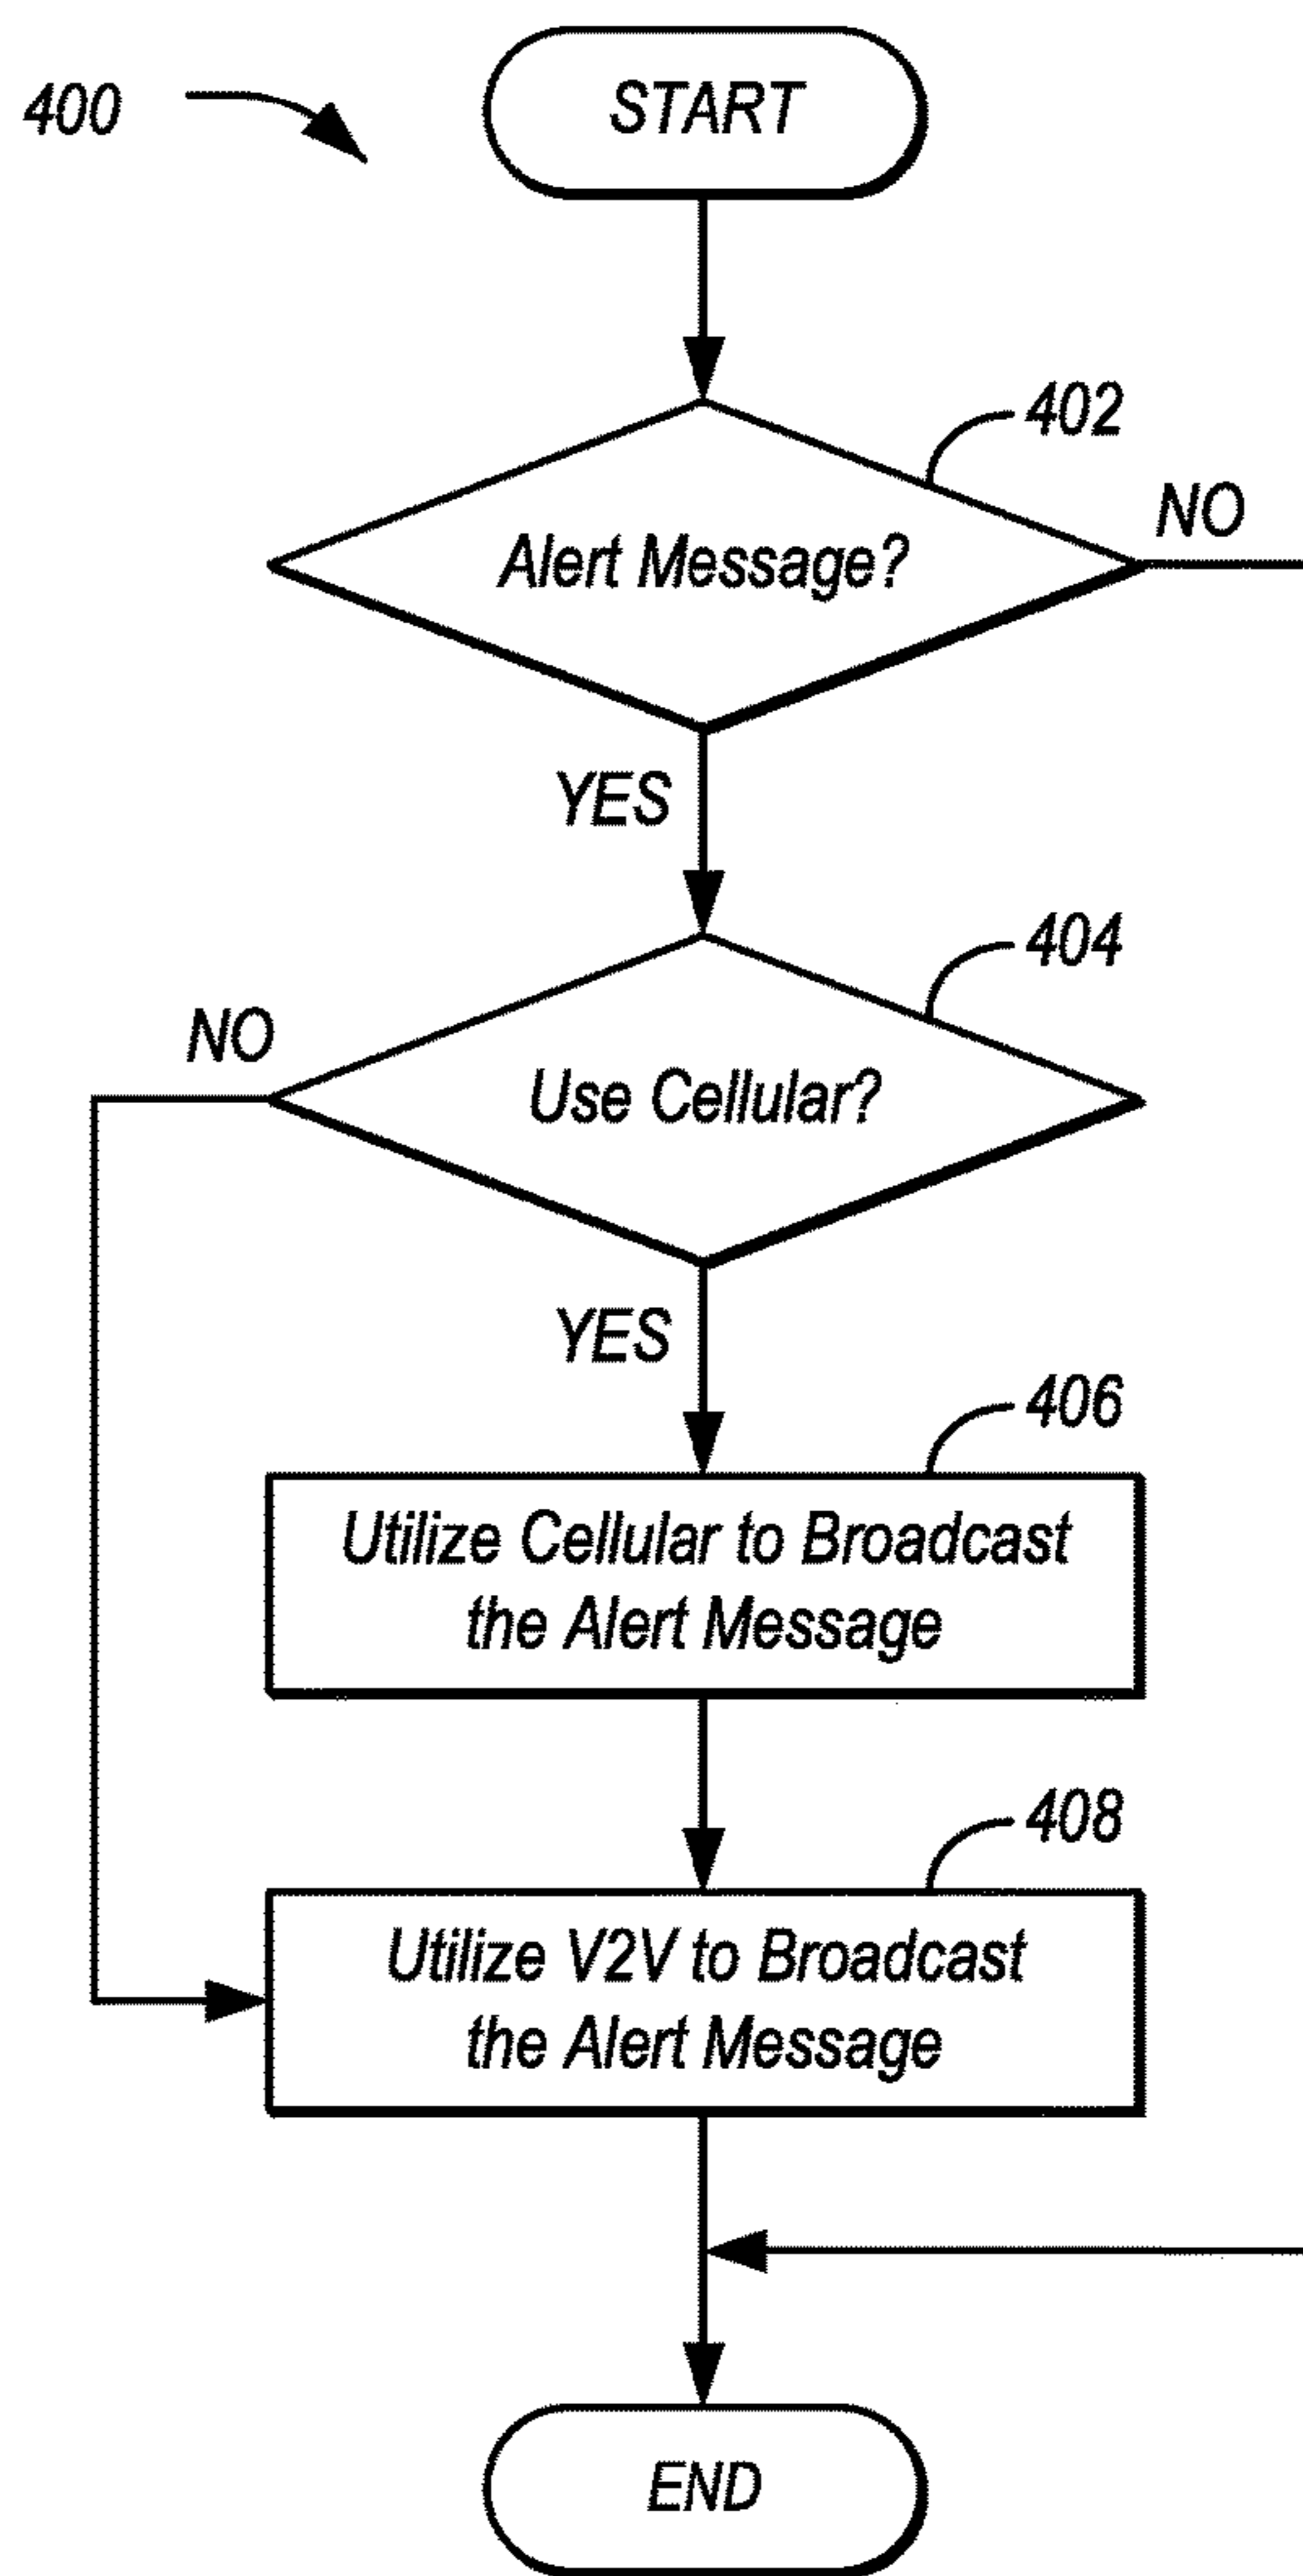 START
400
402
Alert Message?
NO
YES
404
NO
Use Cellular?
YES
406
Utilize Cellular to Broadcast
the Alert Message
408
Utilize V2V to Broadcast
the Alert Message
END